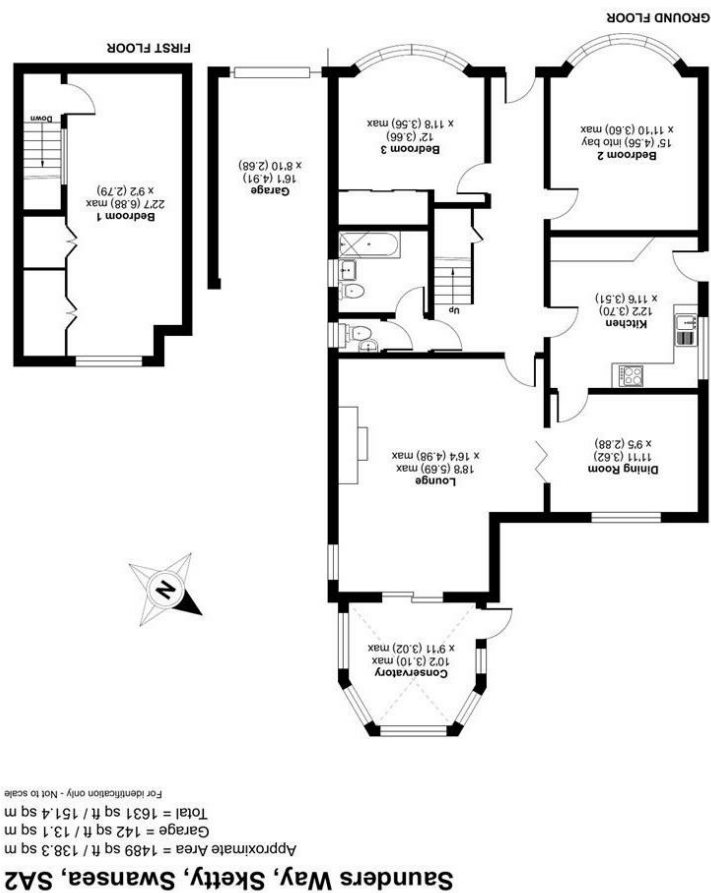 Saunders Way, Sketty, Swansea, SA2
Approximate Area = 1489 sq ft / 138.3 sq m
Garage = 142 sq ft / 13.1 sq m
Total = 1631 sq ft / 151.4 sq m
For identification only - Not to scale
Conservatory
10'2 (3.10) max
x 9'11 (3.02) max
N
Dining Room
11'11 (3.62)
x 9'5 (2.88)
Lounge
18'8 (5.69) max
x 16'4 (4.98) max
Kitchen
12'2 (3.70)
x 11'6 (3.51)
Up
Bedroom 2
15' (4.56) into bay
x 11'10 (3.60) max
Bedroom 3
12' (3.66)
x 11'8 (3.56) max
Garage
16'1 (4.91)
x 8'10 (2.68)
Bedroom 1
22'7 (6.88) max
x 9'2 (2.79)
Down
GROUND FLOOR
FIRST FLOOR